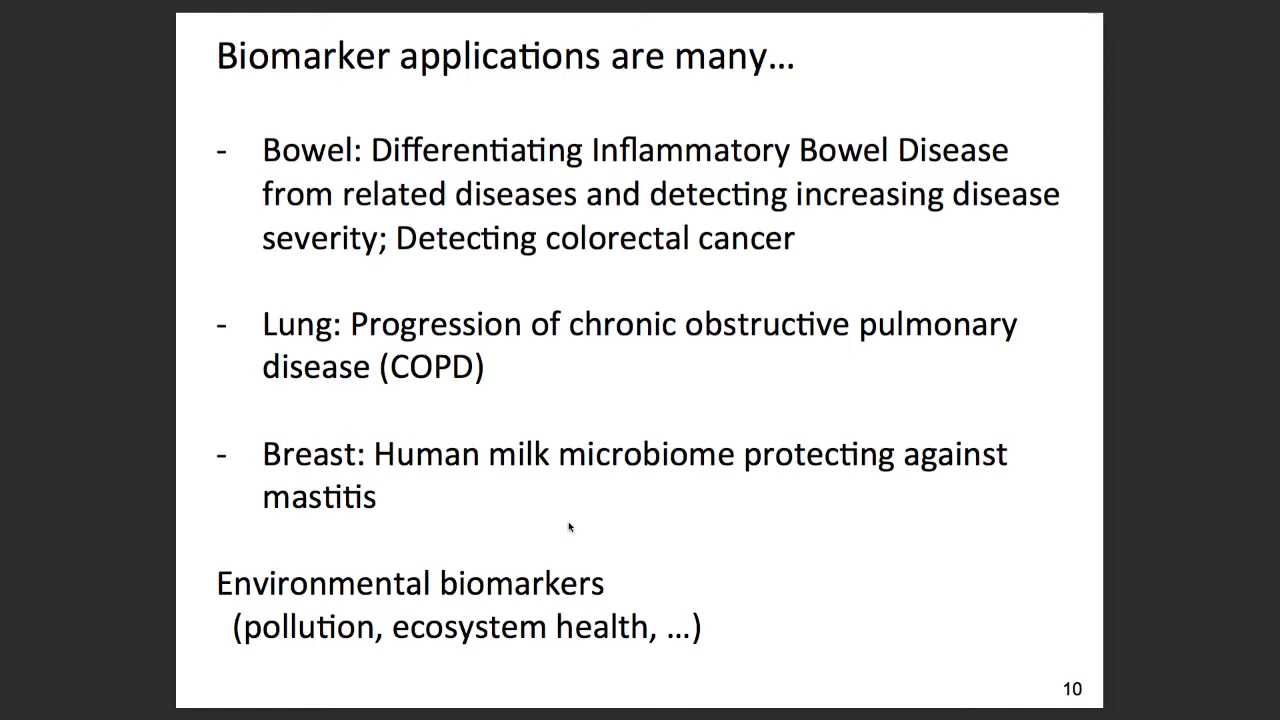 Biomarker applications are many…
- Bowel: Differentiating Inflammatory Bowel Disease
from related diseases and detecting increasing disease
severity; Detecting colorectal cancer
- Lung: Progression of chronic obstructive pulmonary
disease (COPD)
- Breast: Human milk microbiome protecting against
mastitis
Environmental biomarkers
(pollution, ecosystem health, …)
10